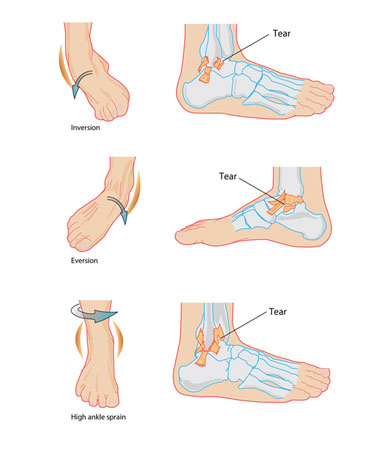 Tear
Inversion
Tear
Eversion
Tear
High ankle sprain